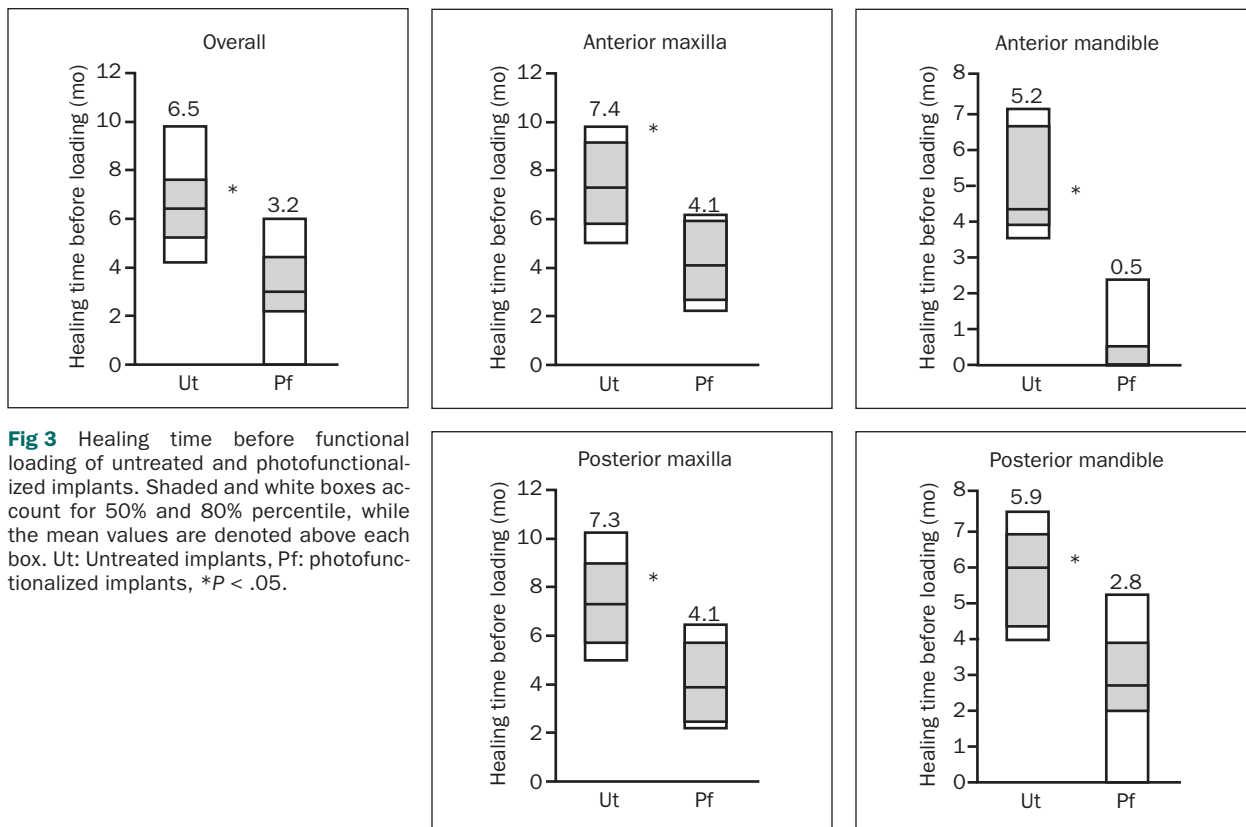 Overall
Healing time before loading (mo)
12
10
8
6
4
2
0
6.5
*
3.2
Ut Pf
Anterior maxilla
Healing time before loading (mo)
12
10
8
6
4
2
0
7.4
*
4.1
Ut Pf
Anterior mandible
Healing time before loading (mo)
8
7
6
5
4
3
2
1
0
5.2
*
0.5
Ut Pf
Fig 3 Healing time before functional
loading of untreated and photofunctional-
ized implants. Shaded and white boxes ac-
count for 50% and 80% percentile, while
the mean values are denoted above each
box. Ut: Untreated implants, Pf: photofunc-
tionalized implants, *P < .05.
Posterior maxilla
Healing time before loading (mo)
12
10
8
6
4
2
0
7.3
*
4.1
Ut Pf
Posterior mandible
Healing time before loading (mo)
8
7
6
5
4
3
2
1
0
5.9
*
2.8
Ut Pf